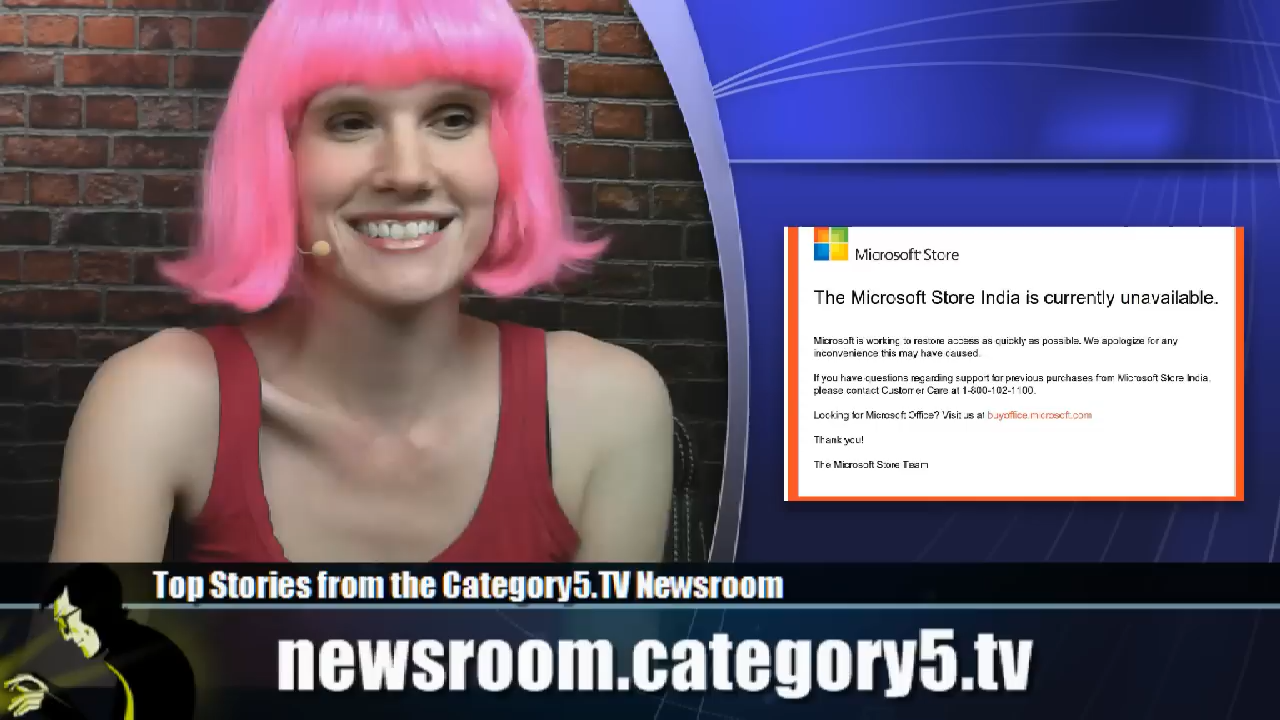 Microsoft Store
The Microsoft Store India is currently unavailable.
Microsoft is working to restore access as quickly as possible. We apologize for any
inconvenience this may have caused.
If you have questions regarding support for previous purchases from Microsoft Store India,
please contact Customer Care at 1-800-102-1100.
Looking for Microsoft Office? Visit us at buyoffice.microsoft.com
Thank you!
The Microsoft Store Team
Top Stories from the Category5.TV Newsroom
newsroom.category5.tv